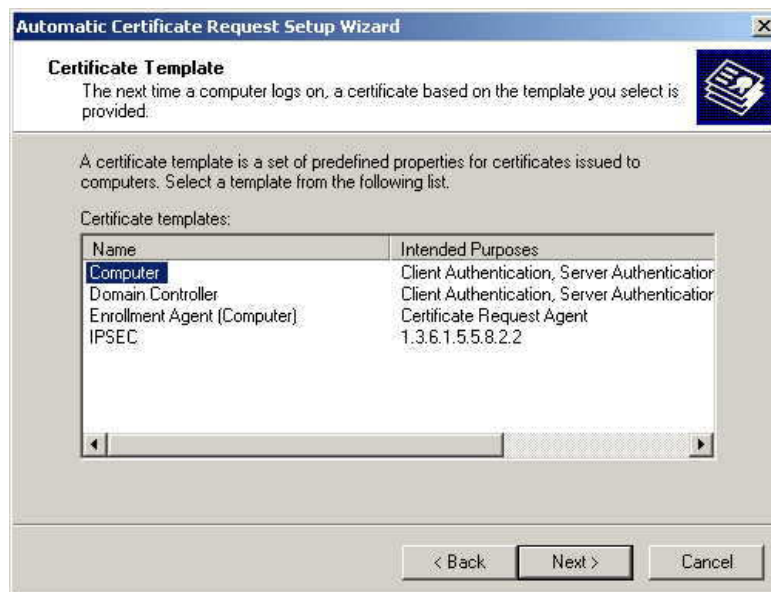 Automatic Certificate Request Setup Wizard
Certificate Template
The next time a computer logs on, a certificate based on the template you select is
provided.
A certificate template is a set of predefined properties for certificates issued to
computers. Select a template from the following list.
Certificate templates:
Name Intended Purposes
Computer Client Authentication, Server Authentication
Domain Controller Client Authentication, Server Authentication
Enrollment Agent (Computer) Certificate Request Agent
IPSEC 1.3.6.1.5.5.8.2.2
< Back Next > Cancel